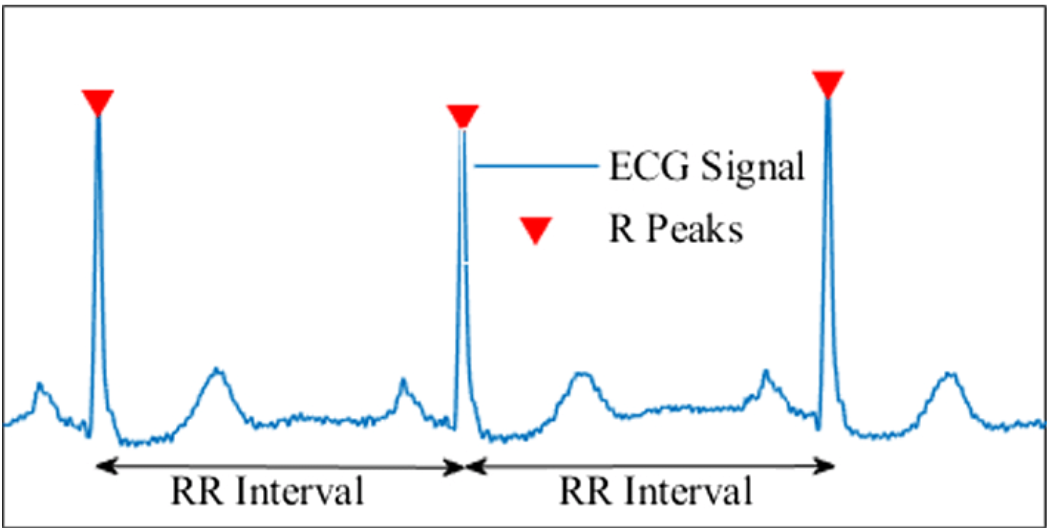 ECG Signal
R Peaks
RR Interval
RR Interval